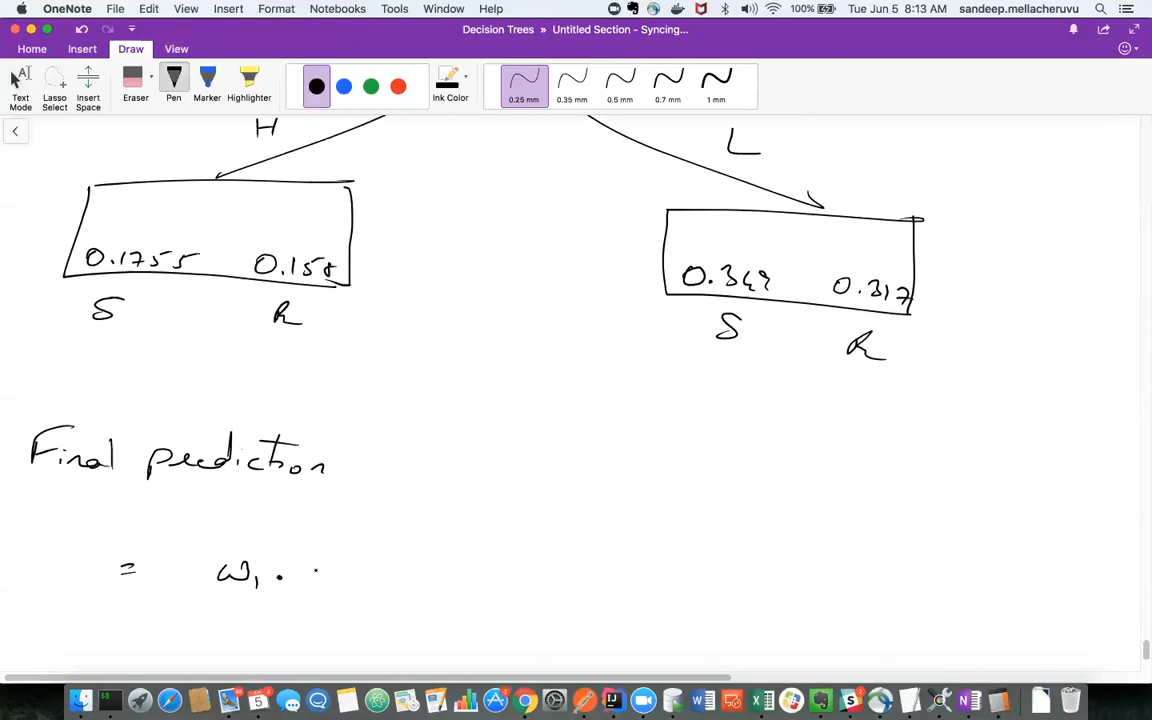 OneNote File Edit View Insert Format Notebooks Tools Window Help 100% Tue Jun 5 8:13 AM sandeep.mellacheruvu
Decision Trees » Untitled Section - Syncing...
Home Insert Draw View
Text Mode Lasso Select Insert Space Eraser Pen Marker Highlighter Ink Color 0.25 mm 0.35 mm 0.5 mm 0.7 mm 1 mm
H L
0.1755 0.158 0.349 0.317
S R S R
Final prediction
= ω₁ .